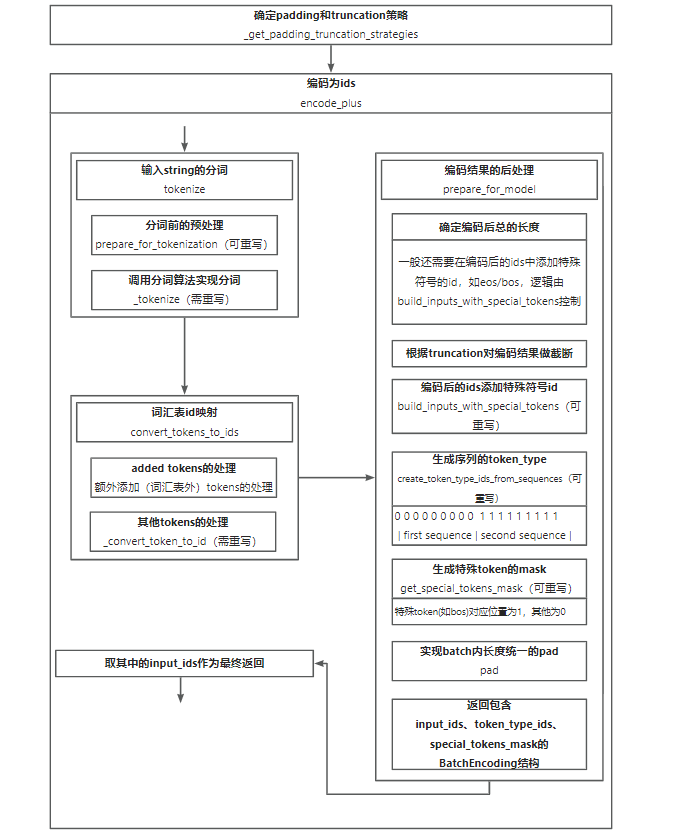 确定padding和truncation策略
_get_padding_truncation_strategies
编码为ids
encode_plus
输入string的分词
tokenize
分词前的预处理
prepare_for_tokenization（可重写）
调用分词算法实现分词
_tokenize（需重写）
词汇表id映射
convert_tokens_to_ids
added tokens的处理
额外添加（词汇表外）tokens的处理
其他tokens的处理
_convert_token_to_id（需重写）
编码结果的后处理
prepare_for_model
确定编码后总的长度
一般还需要在编码后的ids中添加特殊
符号的id，如eos/bos，逻辑由
build_inputs_with_special_tokens控制
根据truncation对编码结果做截断
编码后的ids添加特殊符号id
build_inputs_with_special_tokens（可
重写）
生成序列的token_type
create_token_type_ids_from_sequences（可
重写）
0 0 0 0 0 0 0 0 0 1 1 1 1 1 1 1 1 1
| first sequence | second sequence |
生成特殊token的mask
get_special_tokens_mask（可重写）
特殊token(如bos)对应位置为1，其他为0
实现batch内长度统一的pad
pad
返回包含
input_ids、token_type_ids、
special_tokens_mask的
BatchEncoding结构
取其中的input_ids作为最终返回